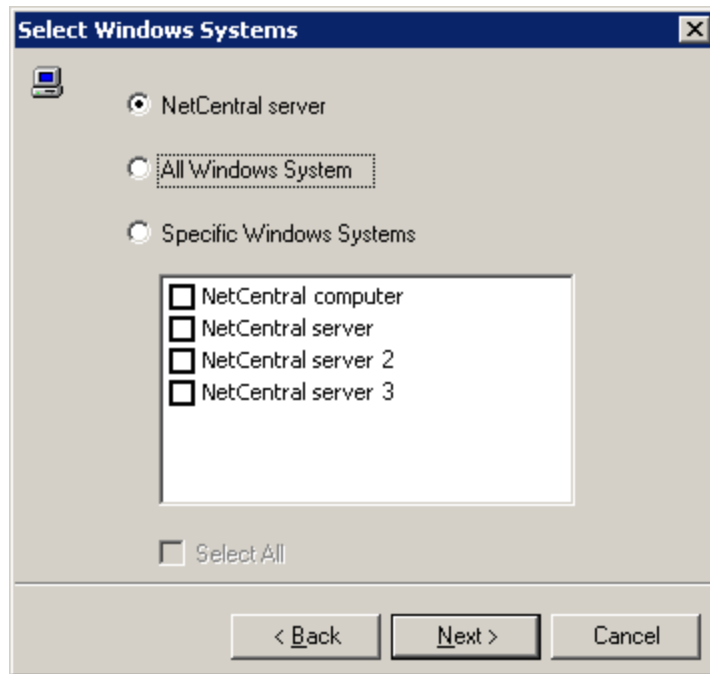 Select Windows Systems
NetCentral server
All Windows System
Specific Windows Systems
NetCentral computer
NetCentral server
NetCentral server 2
NetCentral server 3
Select All
< Back Next > Cancel